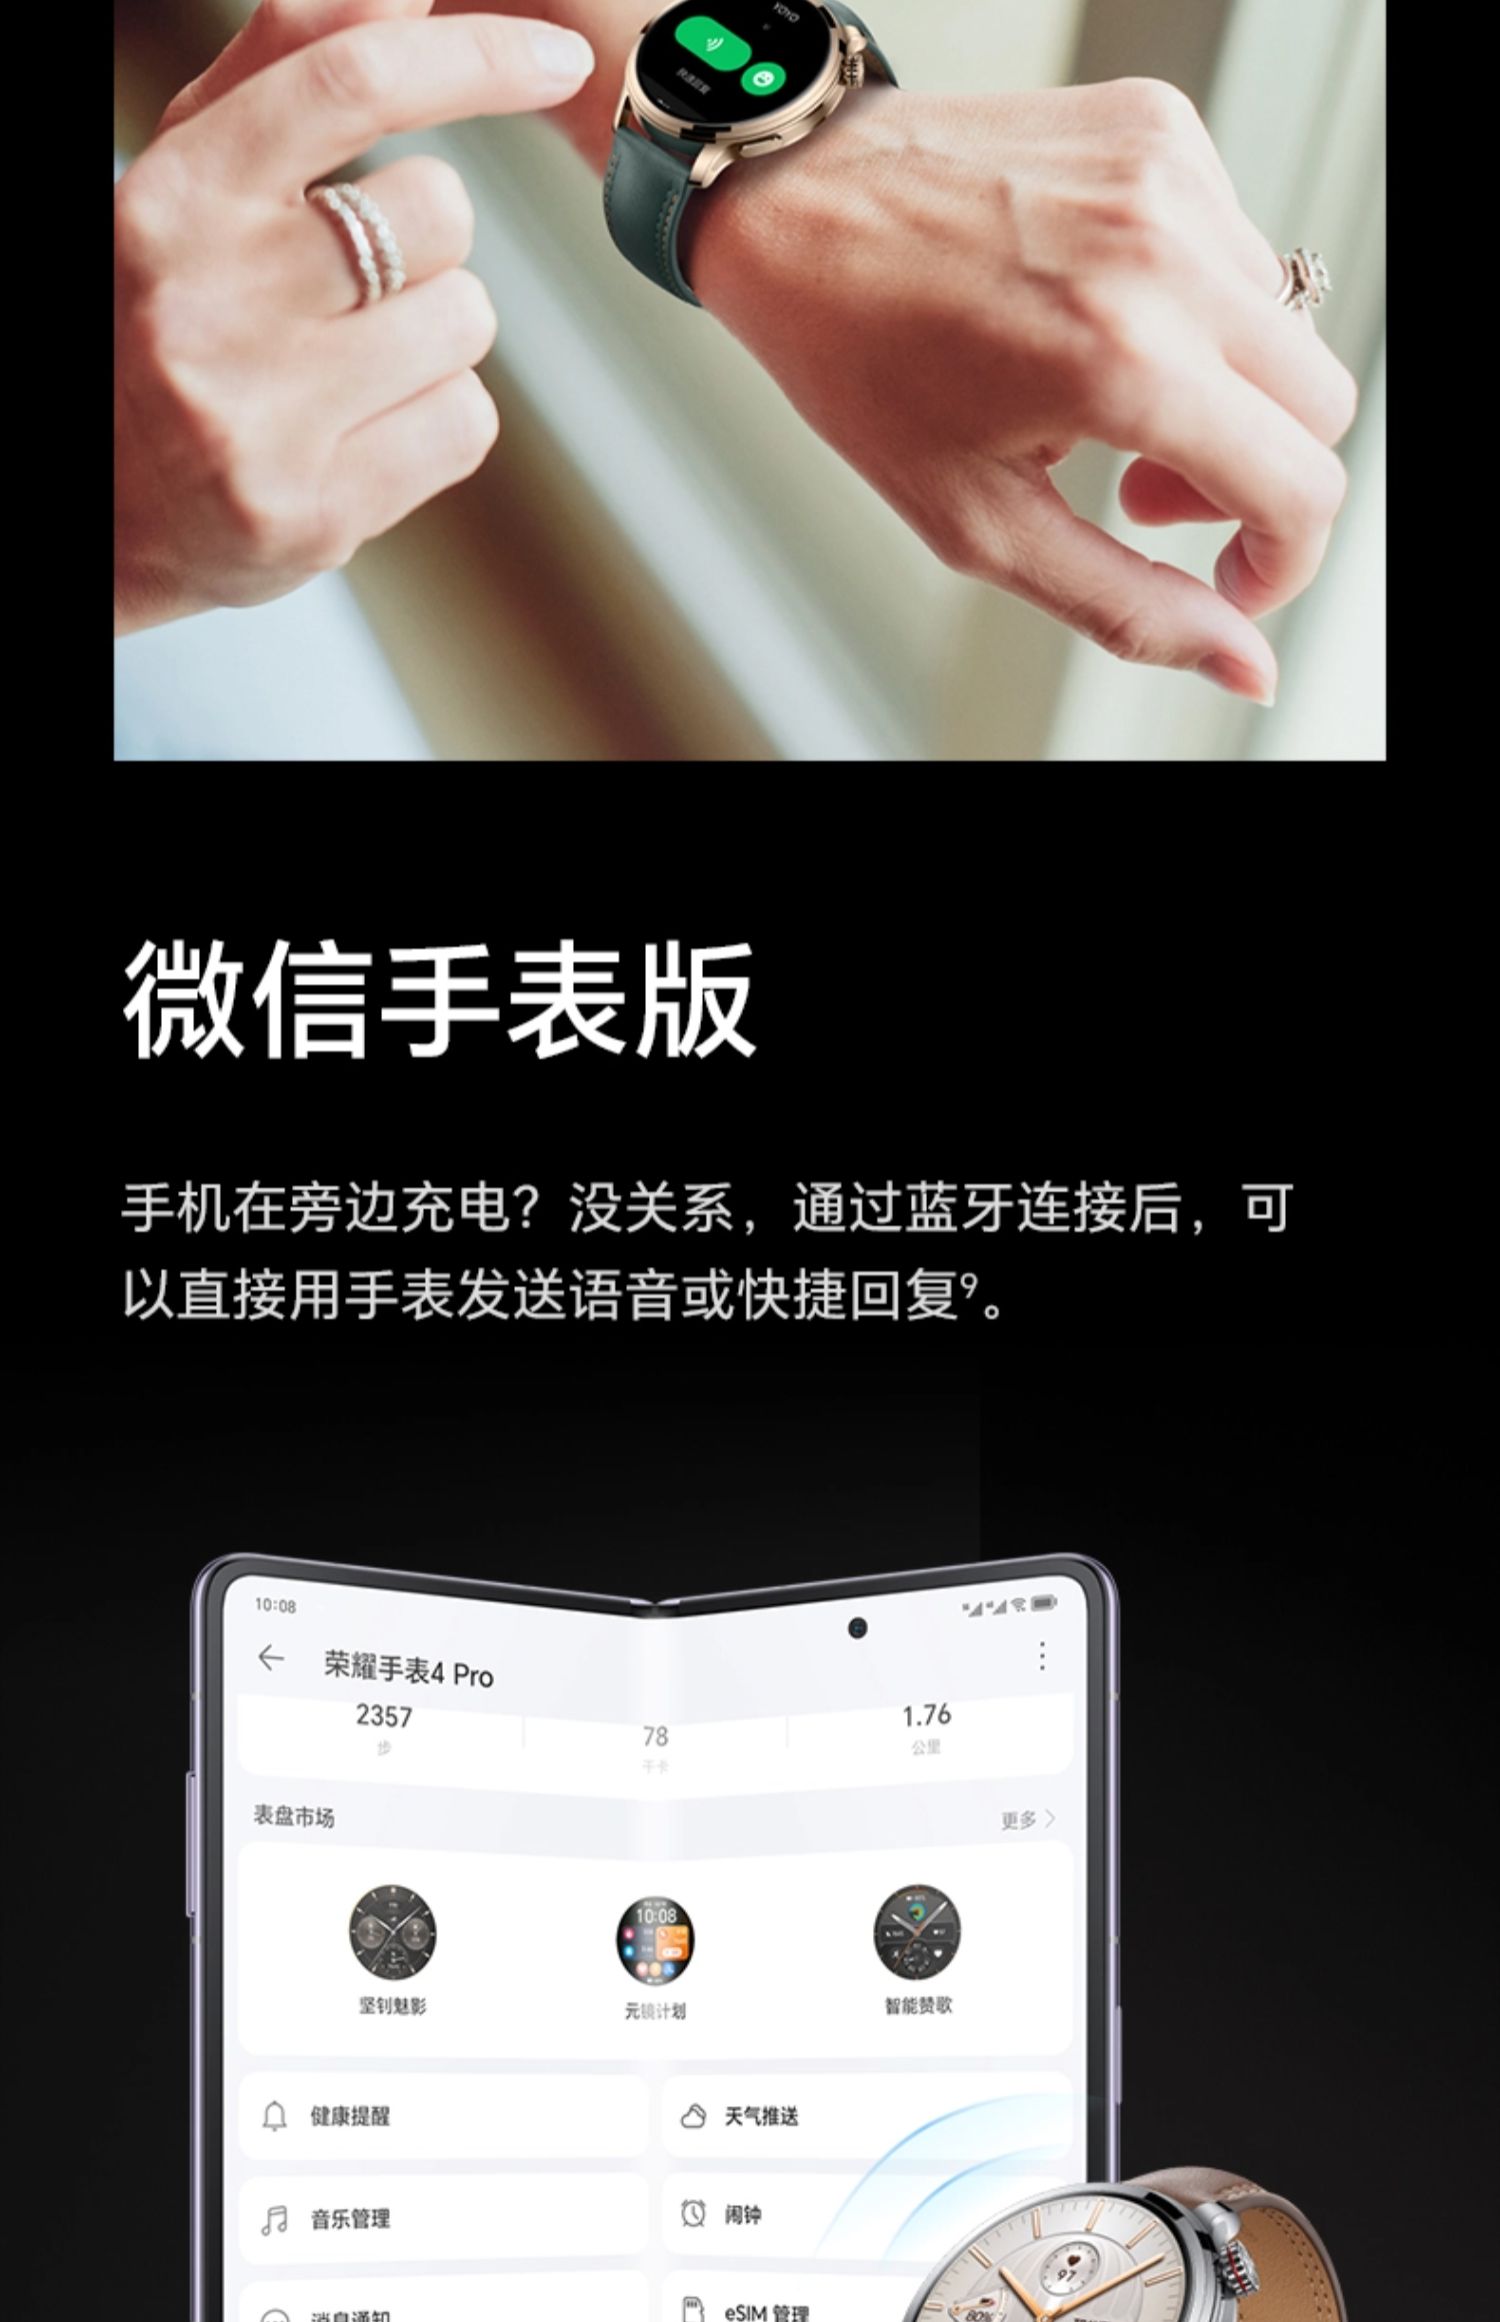 YOYO
快速回复
微信手表版
手机在旁边充电？没关系，通过蓝牙连接后，可
以直接用手表发送语音或快捷回复⁹。
10:08
荣耀手表4 Pro
2357
78
1.76
步
千卡
公里
表盘市场
更多
10:08
坚钊魅影
元镜计划
智能赞歌
健康提醒
天气推送
音乐管理
闹钟
消息通知
eSIM 管理
97
80%